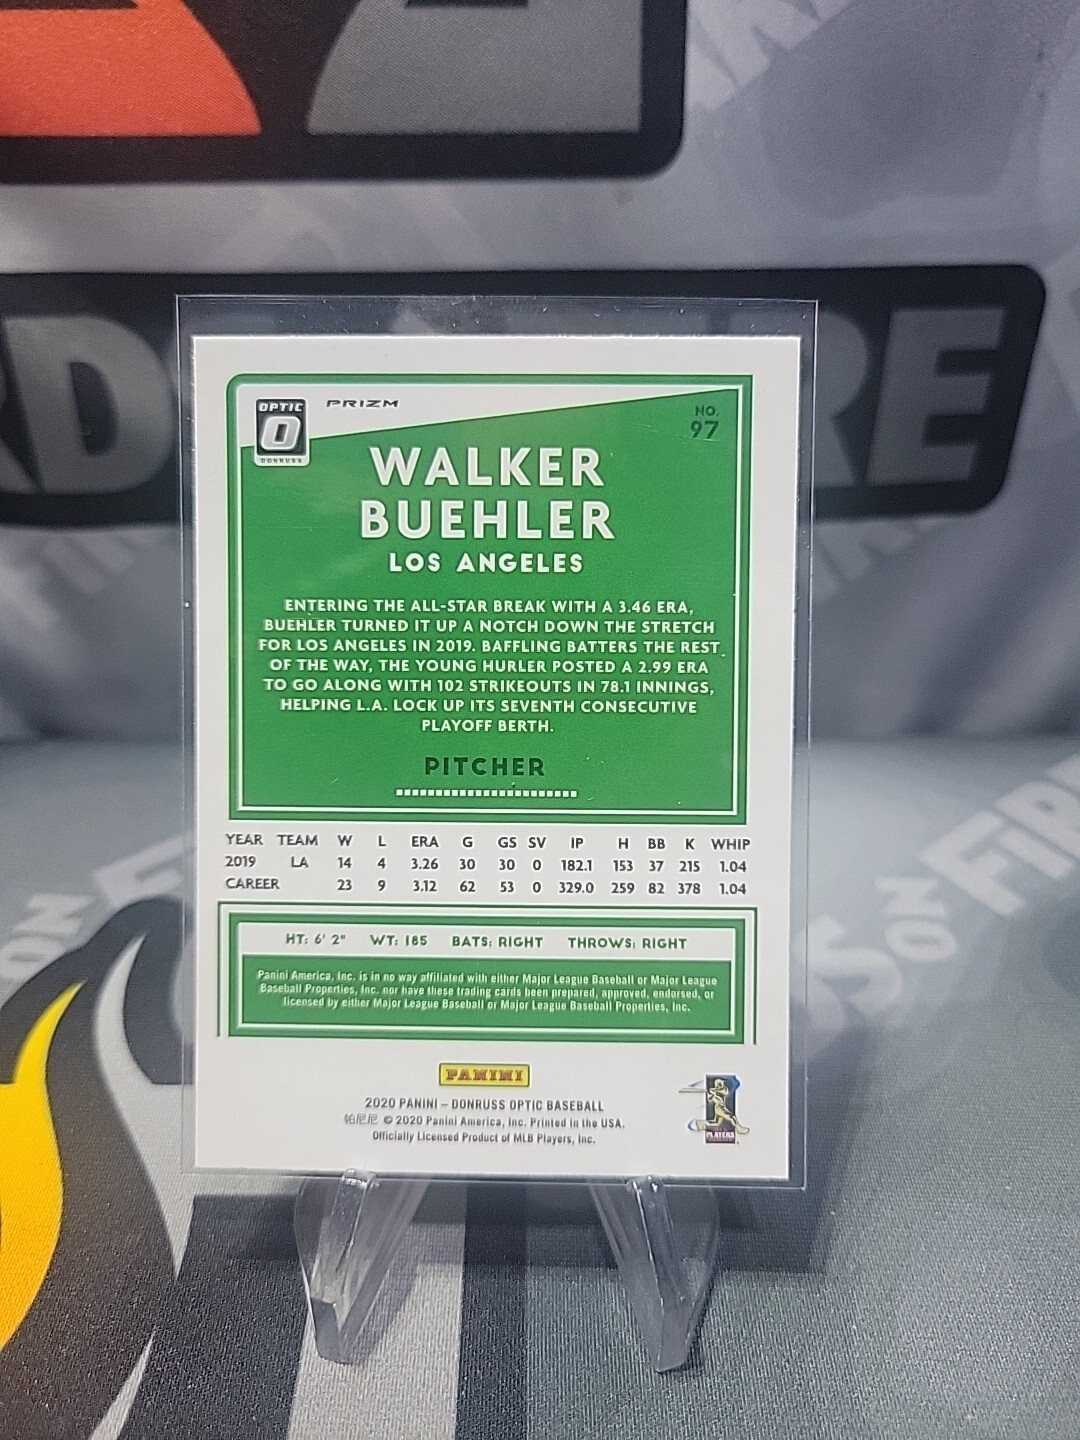 RD
FIRE
OPTIC
DONRUSS
PRIZM
NO.
97
WALKER
BUEHLER
LOS ANGELES
ENTERING THE ALL-STAR BREAK WITH A 3.46 ERA,
BUEHLER TURNED IT UP A NOTCH DOWN THE STRETCH
FOR LOS ANGELES IN 2019. BAFFLING BATTERS THE REST
OF THE WAY, THE YOUNG HURLER POSTED A 2.99 ERA
TO GO ALONG WITH 102 STRIKEOUTS IN 78.1 INNINGS,
HELPING L.A. LOCK UP ITS SEVENTH CONSECUTIVE
PLAYOFF BERTH.
PITCHER
YEAR TEAM W L ERA G GS SV IP H BB K WHIP
2019 LA 14 4 3.26 30 30 0 182.1 153 37 215 1.04
CAREER 23 9 3.12 62 53 0 329.0 259 82 378 1.04
HT: 6' 2" WT: 185 BATS: RIGHT THROWS: RIGHT
Panini America, Inc. is in no way affiliated with either Major League Baseball or Major League
Baseball Properties, Inc. nor have these trading cards been prepared, approved, endorsed, or
licensed by either Major League Baseball or Major League Baseball Properties, Inc.
PANINI
2020 PANINI – DONRUSS OPTIC BASEBALL
帕尼尼 © 2020 Panini America, Inc. Printed in the USA.
Officially Licensed Product of MLB Players, Inc.
PLAYERS
ON
FIRE